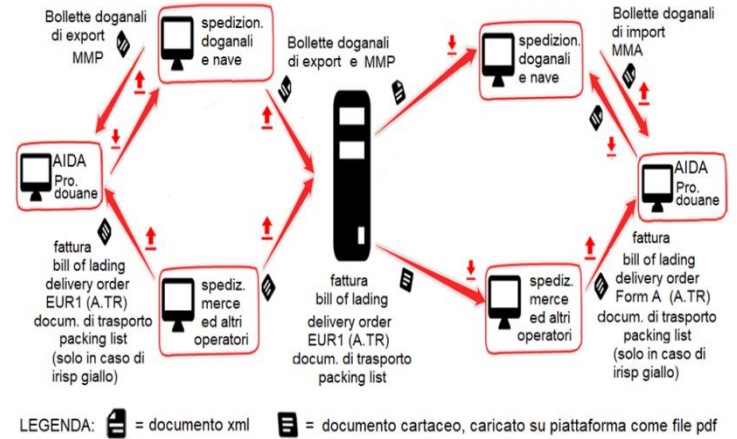 Bollette doganali
di export
MMP
spedizion.
doganali
e nave
Bollette doganali
di export e MMP
spedizion.
doganali
e nave
Bollette doganali
di import
MMA
AIDA
Pro.
douane
AIDA
Pro.
douane
fattura
bill of lading
delivery order
EUR1 (A.TR)
docum. di trasporto
packing list
(solo in caso di
irisp giallo)
spediz.
merce
ed altri
operatori
fattura
bill of lading
delivery order
EUR1 (A.TR)
docum. di trasporto
packing list
spediz.
merce
ed altri
operatori
fattura
bill of lading
delivery order
Form A (A.TR)
docum. di trasporto
packing list
(solo in caso di
irisp giallo)
LEGENDA: = documento xml = documento cartaceo, caricato su piattaforma come file pdf